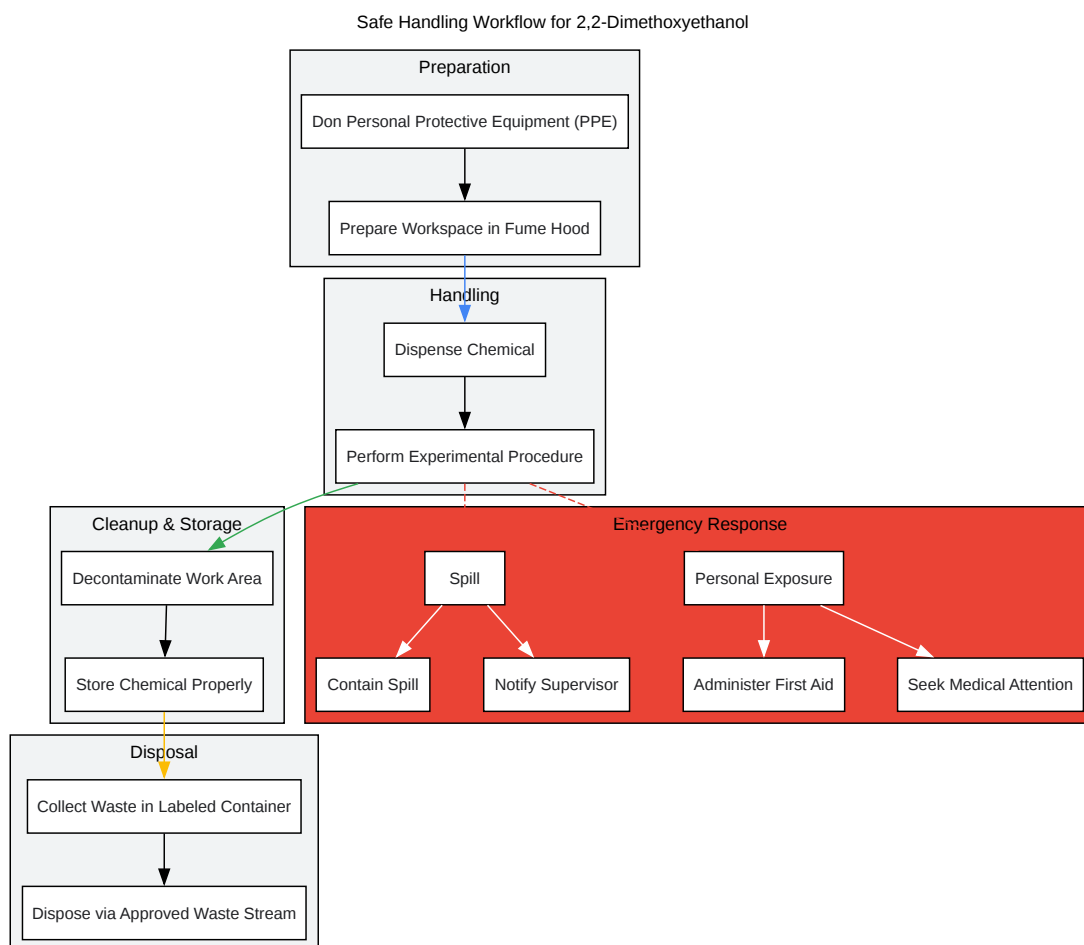 Safe Handling Workflow for 2,2-Dimethoxyethanol
Preparation
Don Personal Protective Equipment (PPE)
Prepare Workspace in Fume Hood
Handling
Dispense Chemical
Perform Experimental Procedure
Cleanup & Storage
Decontaminate Work Area
Store Chemical Properly
Emergency Response
Spill
Personal Exposure
Contain Spill
Notify Supervisor
Administer First Aid
Seek Medical Attention
Disposal
Collect Waste in Labeled Container
Dispose via Approved Waste Stream